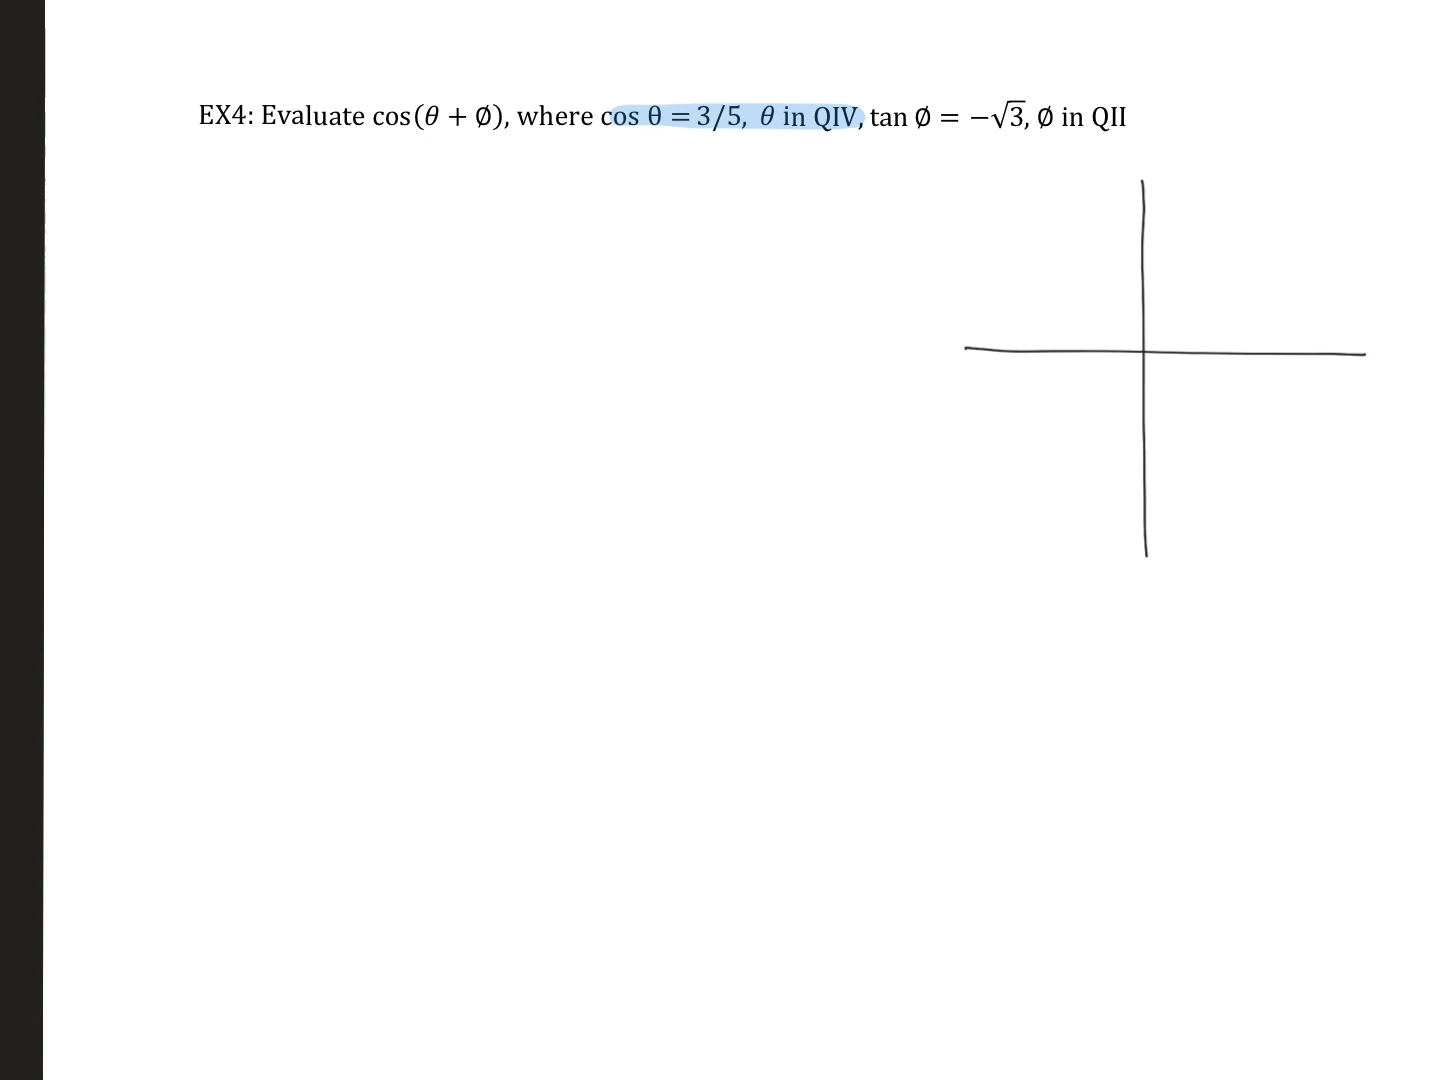 EX4: Evaluate cos(θ + ∅), where cos θ = 3/5, θ in QIV, tan ∅ = −√3, ∅ in QII